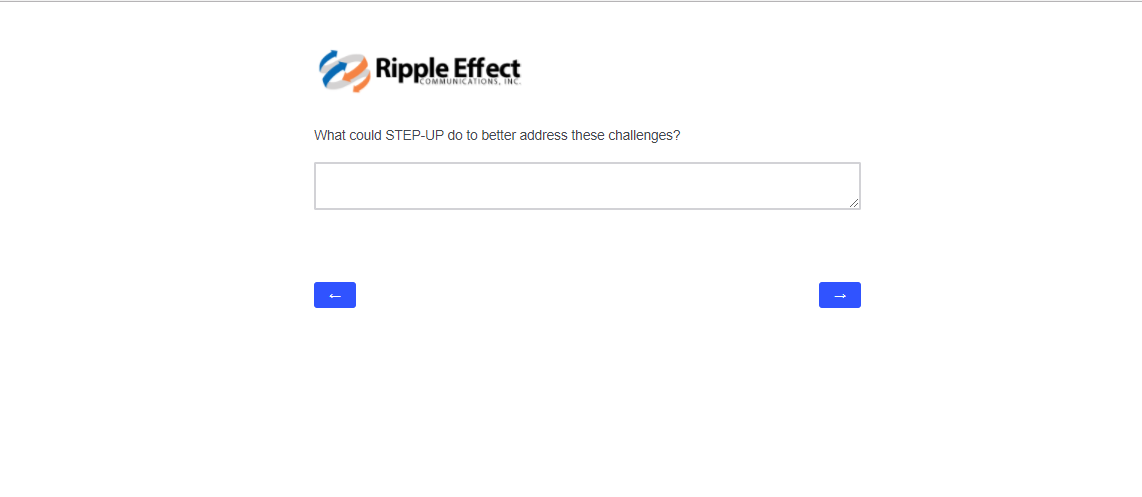 Ripple Effect
COMMUNICATIONS, INC.
What could STEP-UP do to better address these challenges?
←
→